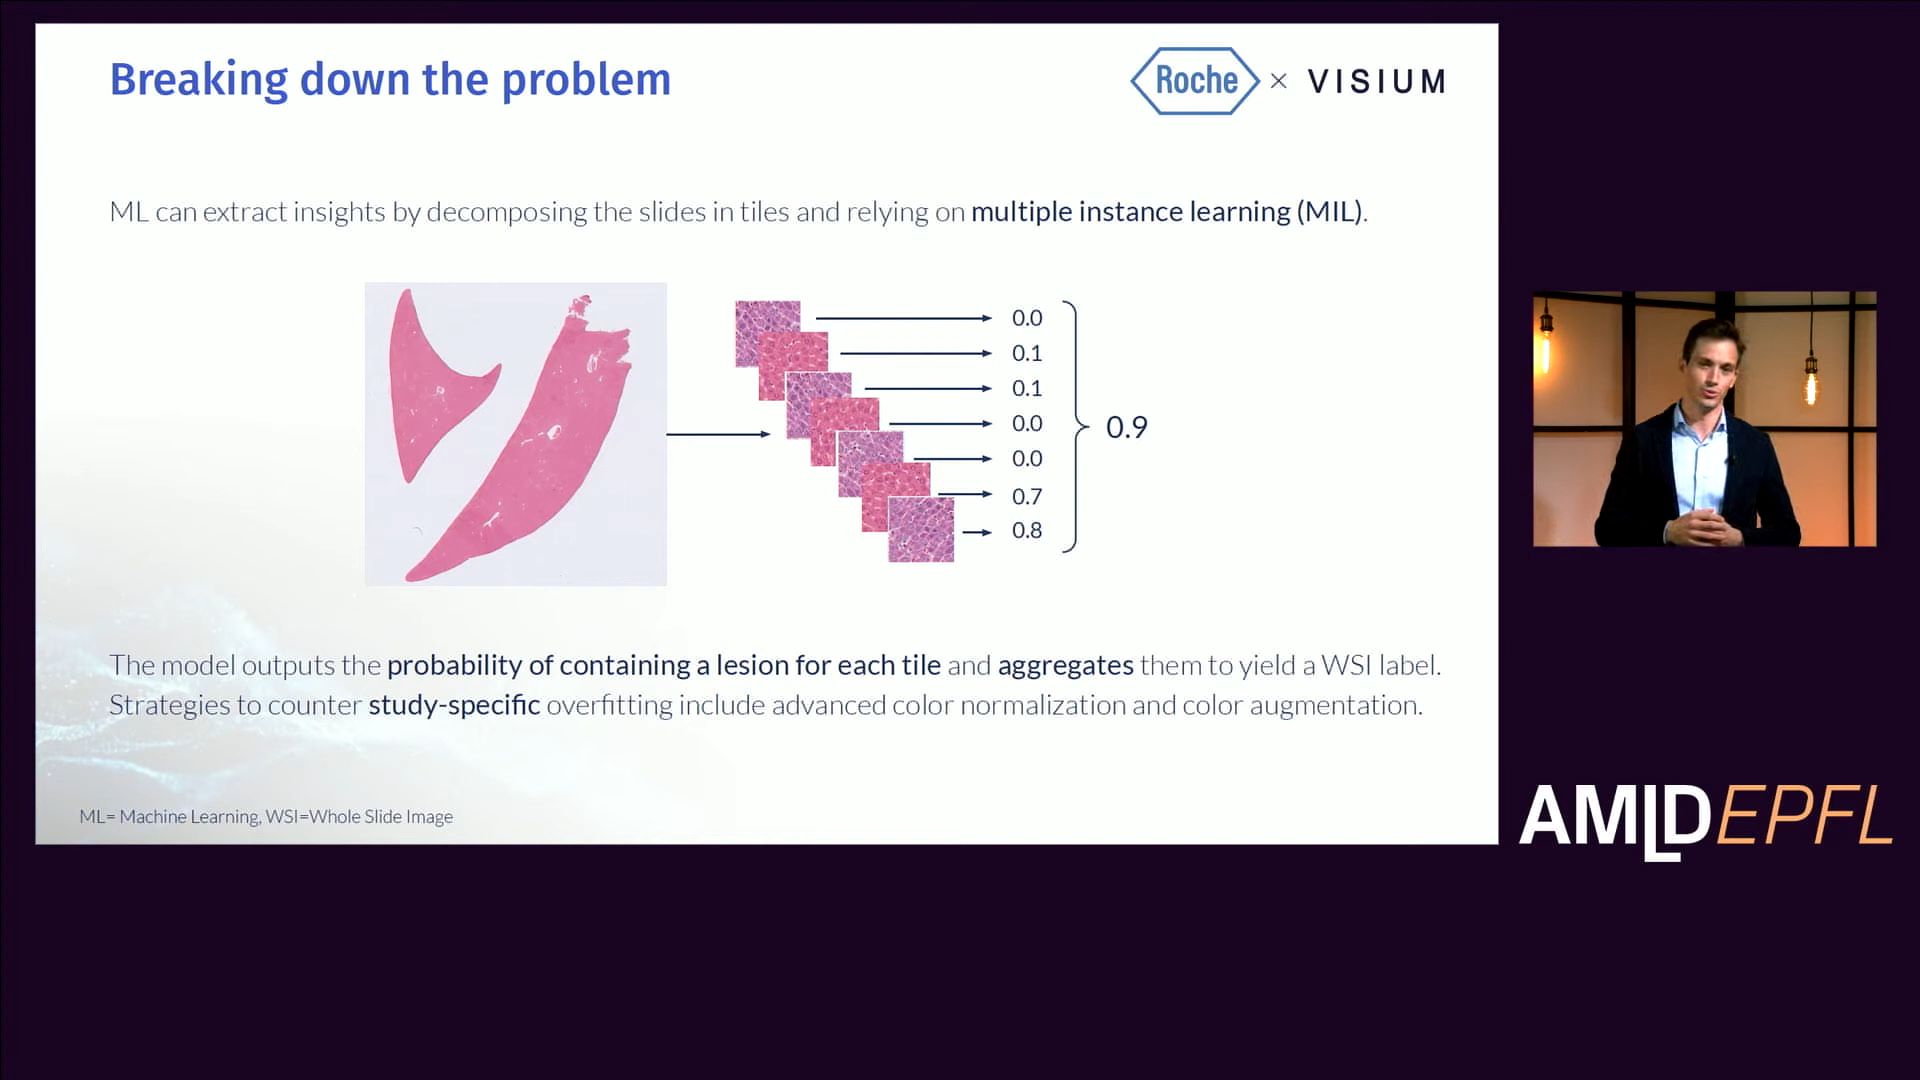 Breaking down the problem
Roche × VISIUM
ML can extract insights by decomposing the slides in tiles and relying on multiple instance learning (MIL).
0.0
0.1
0.1
0.0
0.0
0.7
0.8
0.9
The model outputs the probability of containing a lesion for each tile and aggregates them to yield a WSI label.
Strategies to counter study-specific overfitting include advanced color normalization and color augmentation.
ML= Machine Learning, WSI=Whole Slide Image
AMLDEPFL